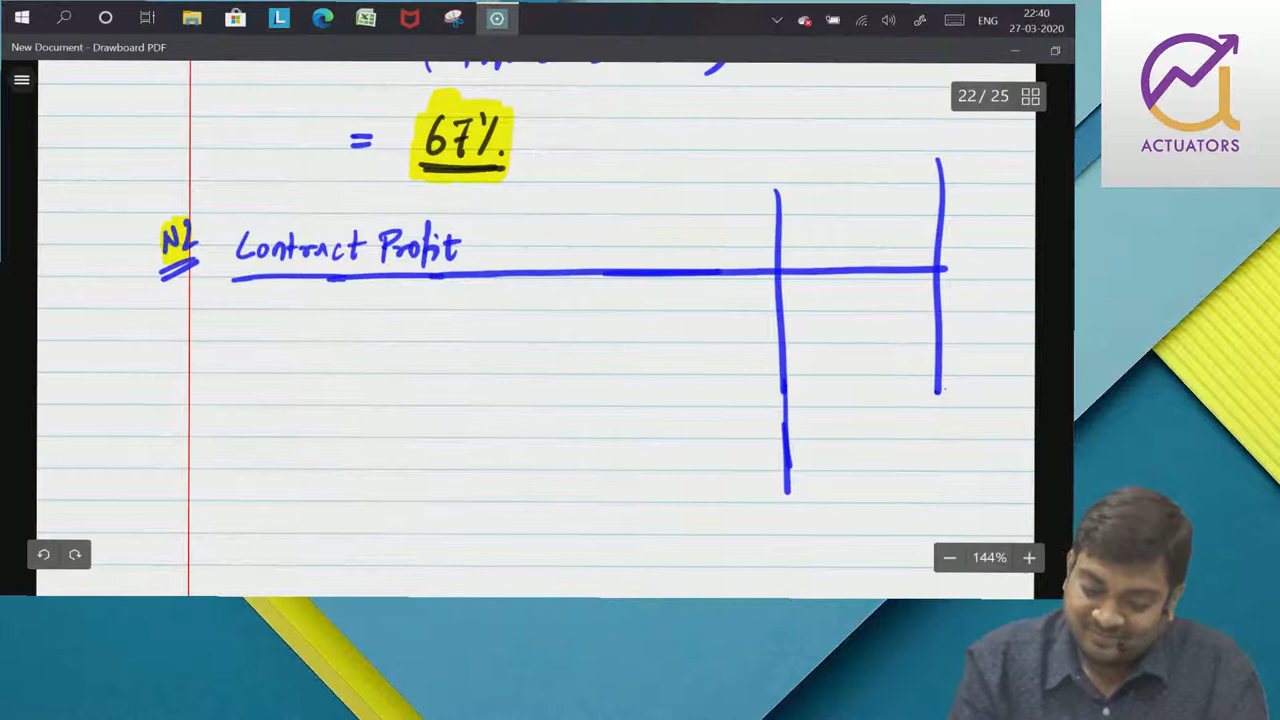 22:40
ENG
27-03-2020
New Document - Drawboard PDF
22 / 25
ACTUATORS
= 67%.
N2 Contract Profit
144%